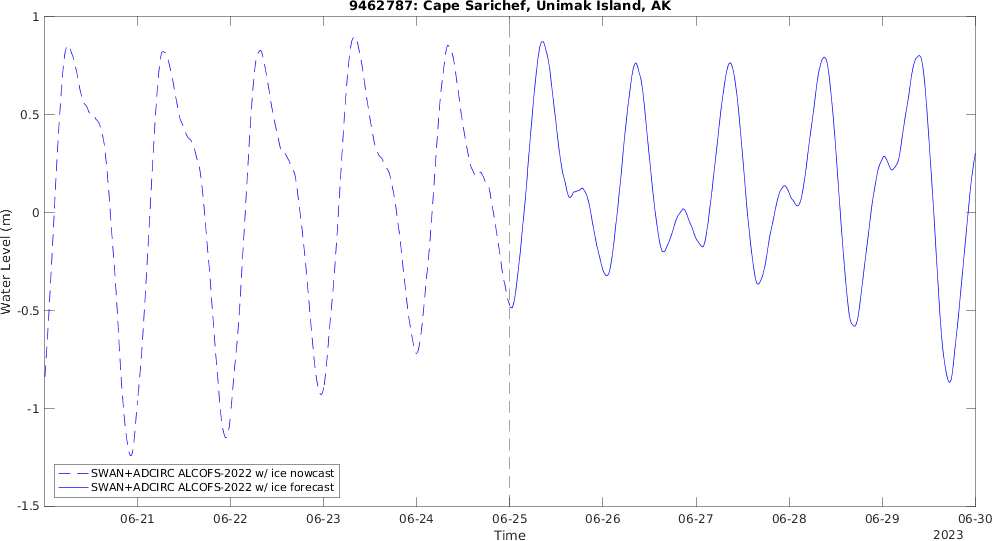 9462787: Cape Sarichef, Unimak Island, AK
1
0.5
0
-0.5
-1
-1.5
Water Level (m)
SWAN+ADCIRC ALCOFS-2022 w/ ice nowcast
SWAN+ADCIRC ALCOFS-2022 w/ ice forecast
06-21 06-22 06-23 06-24 06-25 06-26 06-27 06-28 06-29 06-30
Time
2023